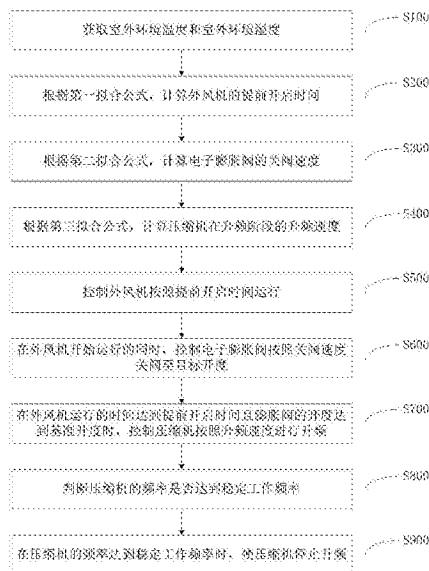 获取室外环境温度和室外环境湿度
S100
根据第一拟合公式，计算外风机的提前开启时间
S200
根据第二拟合公式，计算电子膨胀阀的关阀速度
S300
根据第三拟合公式，计算压缩机在升频阶段的升频速度
S400
控制外风机按照提前开启时间运行
S500
在外风机开始运行的同时，控制电子膨胀阀按照关阀速度
关阀至目标开度
S600
在外风机运行的时间达到提前开启时间且膨胀阀的开度达
到基准开度时，控制压缩机按照升频速度进行升频
S700
判断压缩机的频率是否达到稳定工作频率
S800
在压缩机的频率达到稳定工作频率时，使压缩机停止升频
S900